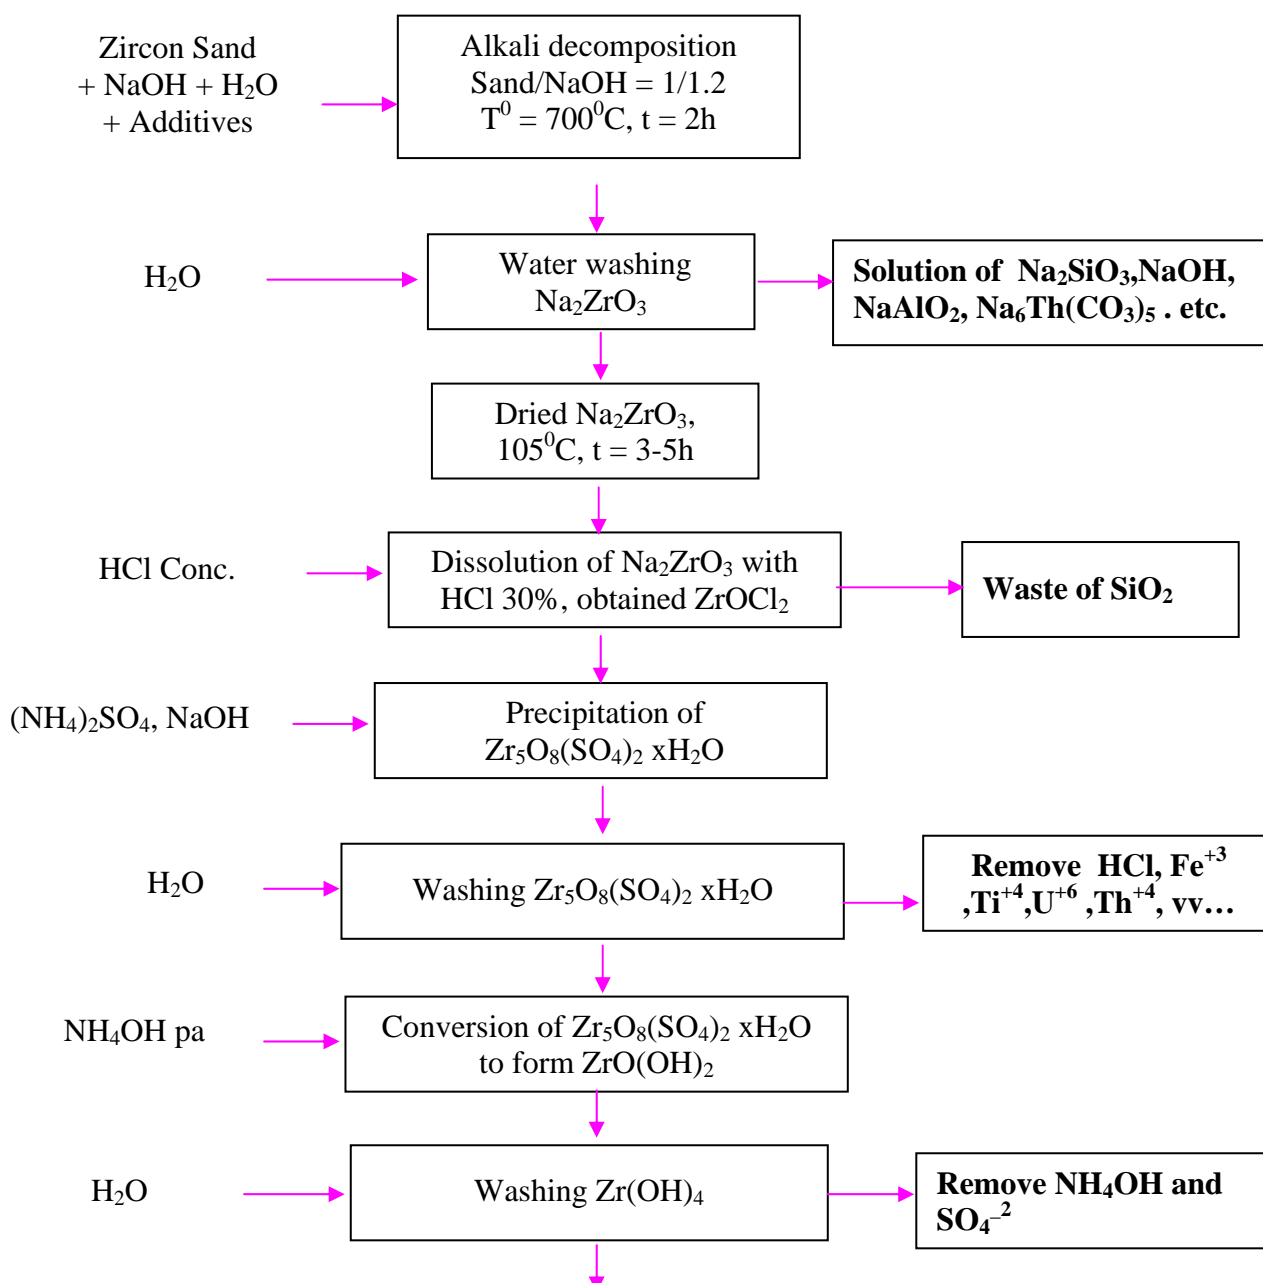 Zircon Sand
+ NaOH + H₂O
+ Additives
Alkali decomposition
Sand/NaOH = 1/1.2
T⁰ = 700⁰C, t = 2h
H₂O
Water washing
Na₂ZrO₃
Solution of Na₂SiO₃,NaOH,
NaAlO₂, Na₆Th(CO₃)₅ . etc.
Dried Na₂ZrO₃,
105⁰C, t = 3-5h
HCl Conc.
Dissolution of Na₂ZrO₃ with
HCl 30%, obtained ZrOCl₂
Waste of SiO₂
(NH₄)₂SO₄, NaOH
Precipitation of
Zr₅O₈(SO₄)₂ xH₂O
H₂O
Washing Zr₅O₈(SO₄)₂ xH₂O
Remove HCl, Fe⁺³
,Ti⁺⁴,U⁺⁶ ,Th⁺⁴, vv…
NH₄OH pa
Conversion of Zr₅O₈(SO₄)₂ xH₂O
to form ZrO(OH)₂
H₂O
Washing Zr(OH)₄
Remove NH₄OH and
SO₄⁻²